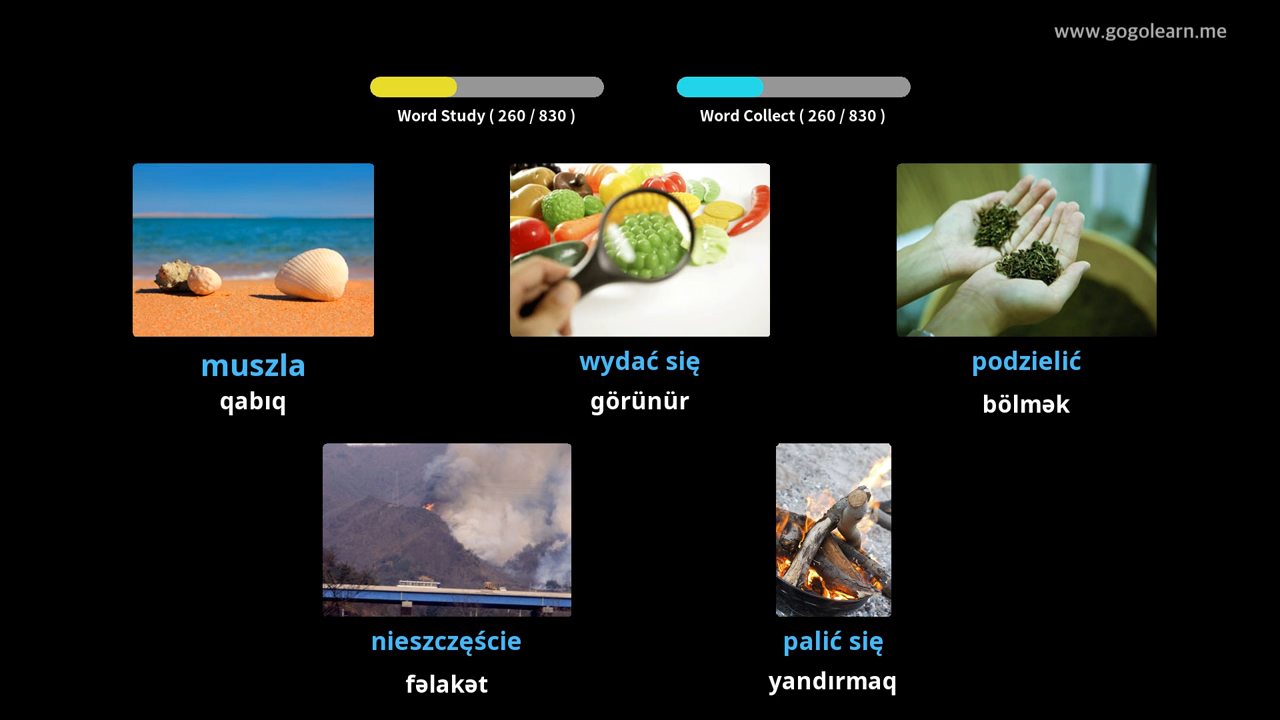 www.gogolearn.me
Word Study ( 260 / 830 )
Word Collect ( 260 / 830 )
muszla
qabıq
wydać się
görünür
podzielić
bölmək
nieszczęście
fəlakət
palić się
yandırmaq